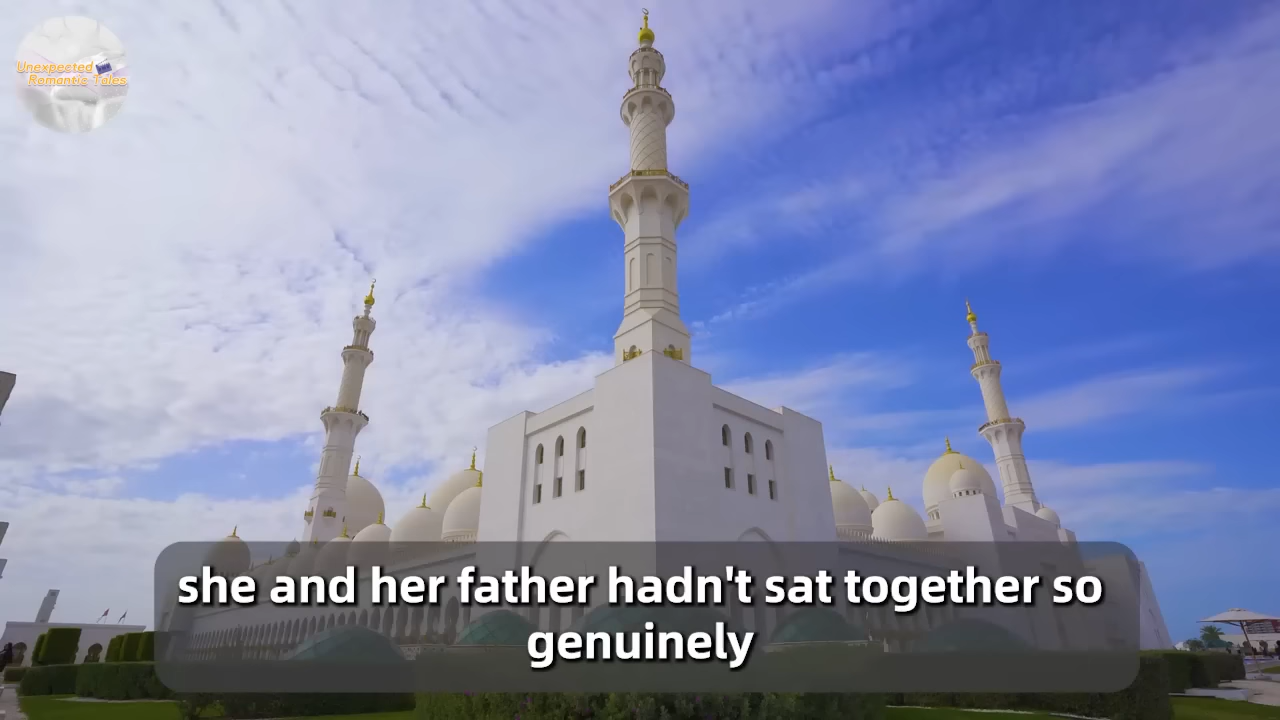 Unexpected
Romantic Tales
she and her father hadn't sat together so
genuinely